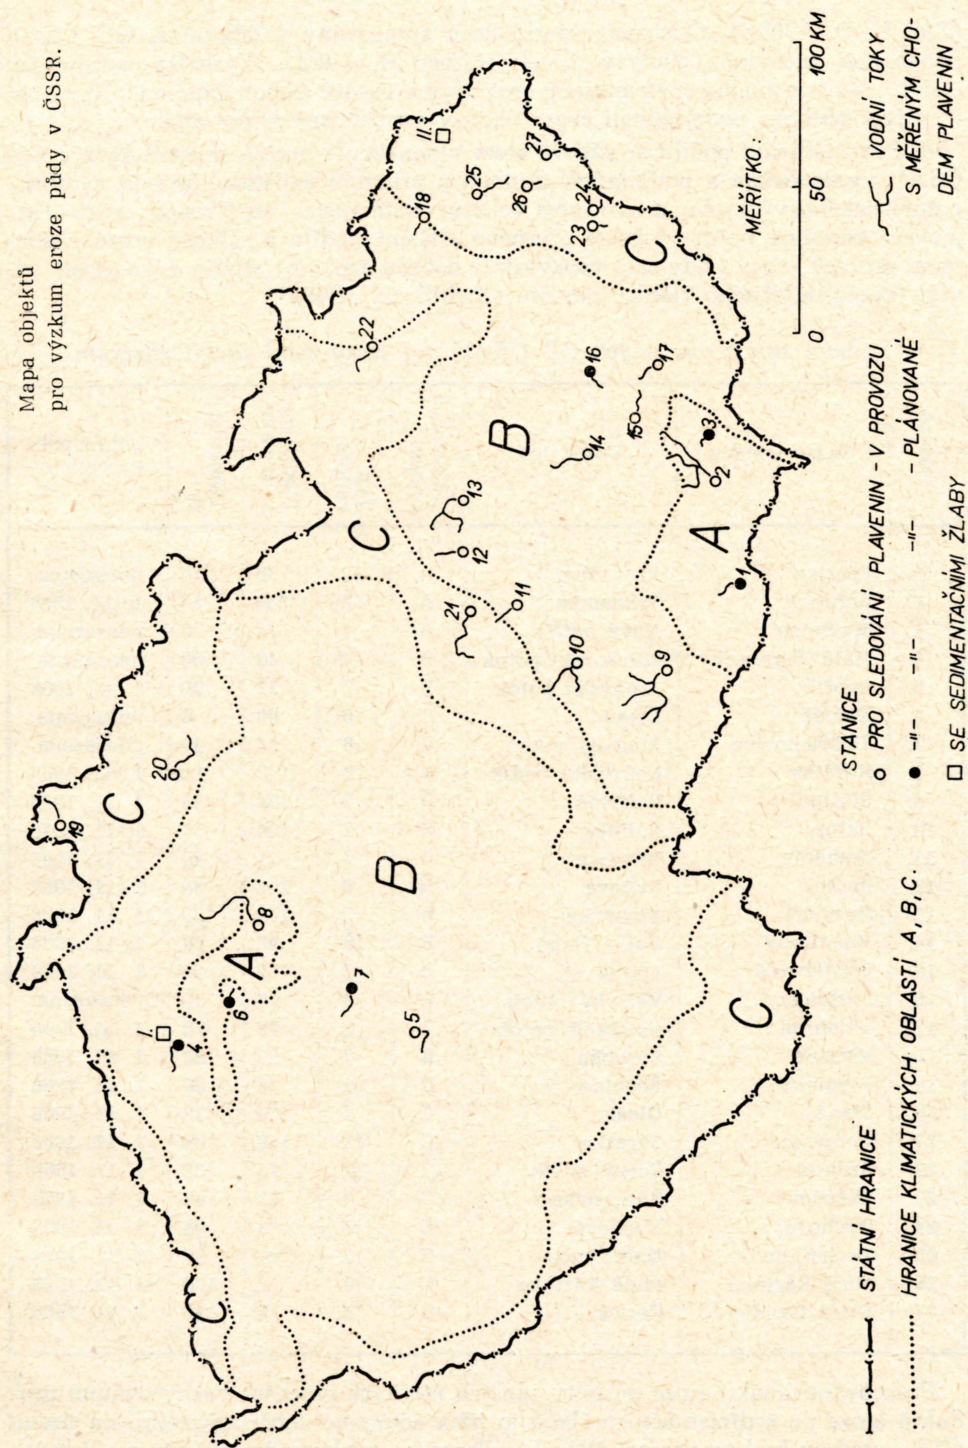 Mapa objektů
pro výzkum eroze půdy v ČSSR.
C
19
20
C
I.
4
6
A
8
7
5
B
C
C
22
18
II.
25
26
27
24
23
C
C
21
12
13
B
11
10
9
14
16
15
17
3
2
A
1
MĚŘÍTKO:
0 50 100 KM
STÁTNÍ HRANICE
HRANICE KLIMATICKÝCH OBLASTÍ A, B, C.
STANICE
PRO SLEDOVÁNÍ PLAVENIN - V PROVOZU
-"- -"- -"- - PLÁNOVANÉ
SE SEDIMENTAČNÍMI ŽLABY
VODNÍ TOKY
S MĚŘENÝM CHO-
DEM PLAVENIN